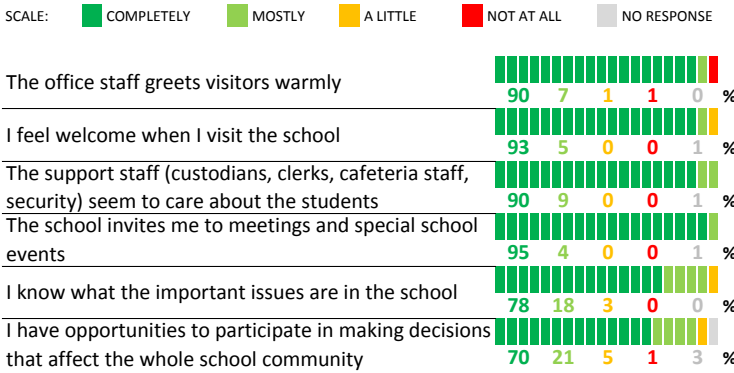 SCALE: COMPLETELY MOSTLY A LITTLE NOT AT ALL NO RESPONSE
The office staff greets visitors warmly
90 7 1 1 0 %
I feel welcome when I visit the school
93 5 0 0 1 %
The support staff (custodians, clerks, cafeteria staff,
security) seem to care about the students
90 9 0 0 1 %
The school invites me to meetings and special school
events
95 4 0 0 1 %
I know what the important issues are in the school
78 18 3 0 0 %
I have opportunities to participate in making decisions
that affect the whole school community
70 21 5 1 3 %